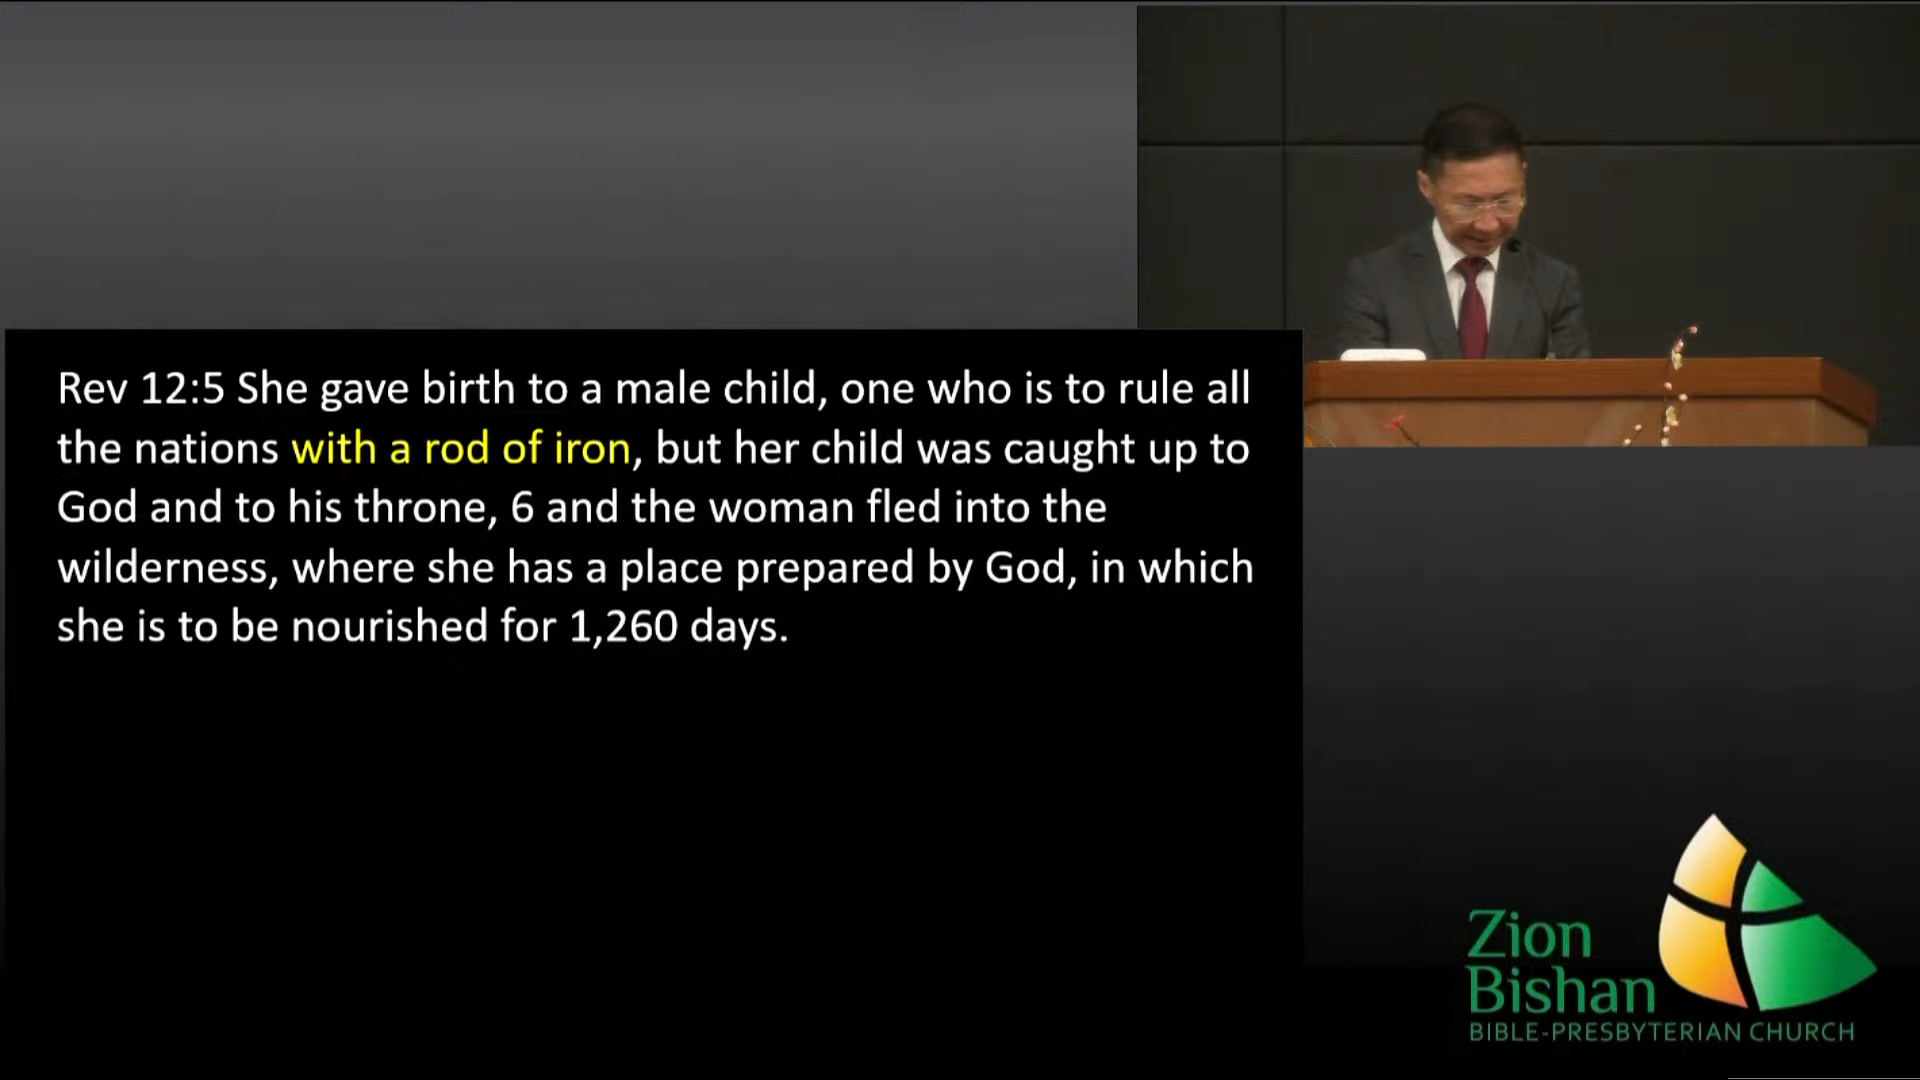 Rev 12:5 She gave birth to a male child, one who is to rule all
the nations with a rod of iron, but her child was caught up to
God and to his throne, 6 and the woman fled into the
wilderness, where she has a place prepared by God, in which
she is to be nourished for 1,260 days.
Zion
Bishan
BIBLE-PRESBYTERIAN CHURCH